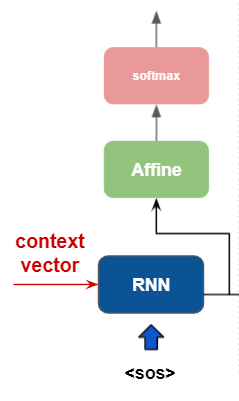 softmax
Affine
context
vector
RNN
<sos>